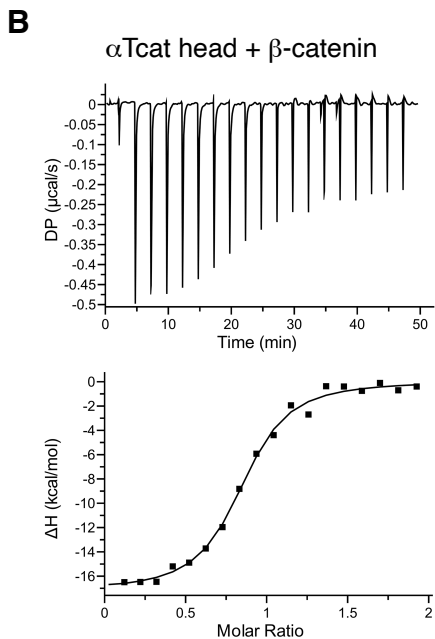 B
αTcat head + β-catenin
0
-0.05
-0.1
-0.15
-0.2
-0.25
-0.3
-0.35
-0.4
-0.45
-0.5
DP (µcal/s)
0 10 20 30 40 50
Time (min)
0
-2
-4
-6
-8
-10
-12
-14
-16
ΔH (kcal/mol)
0 0.5 1 1.5 2
Molar Ratio